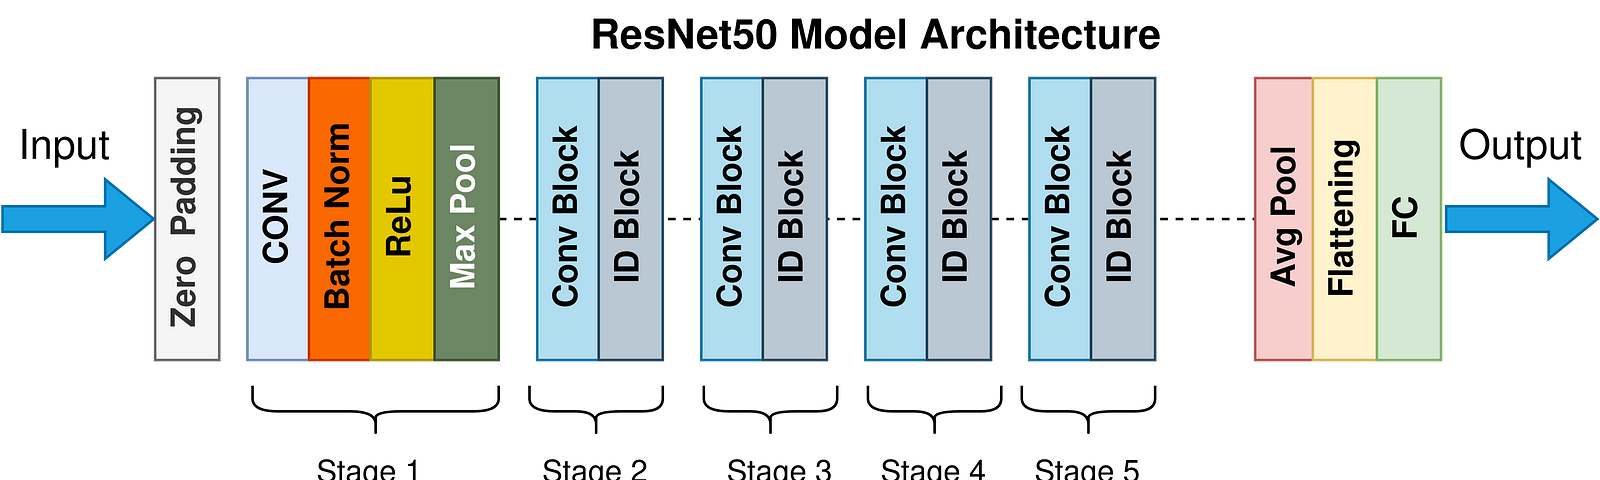 ResNet50 Model Architecture
Input
Zero Padding
CONV
Batch Norm
ReLu
Max Pool
Conv Block
ID Block
Conv Block
ID Block
Conv Block
ID Block
Conv Block
ID Block
Avg Pool
Flattening
FC
Output
Stage 1
Stage 2
Stage 3
Stage 4
Stage 5